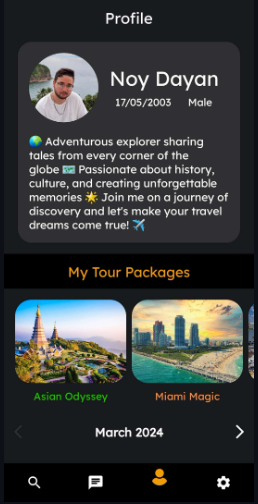 Profile
Noy Dayan
17/05/2003 Male
🌍 Adventurous explorer sharing
tales from every corner of the
globe 🗺️ Passionate about history,
culture, and creating unforgettable
memories 🌟 Join me on a journey of
discovery and let's make your travel
dreams come true! ✈️
My Tour Packages
Asian Odyssey
Miami Magic
March 2024